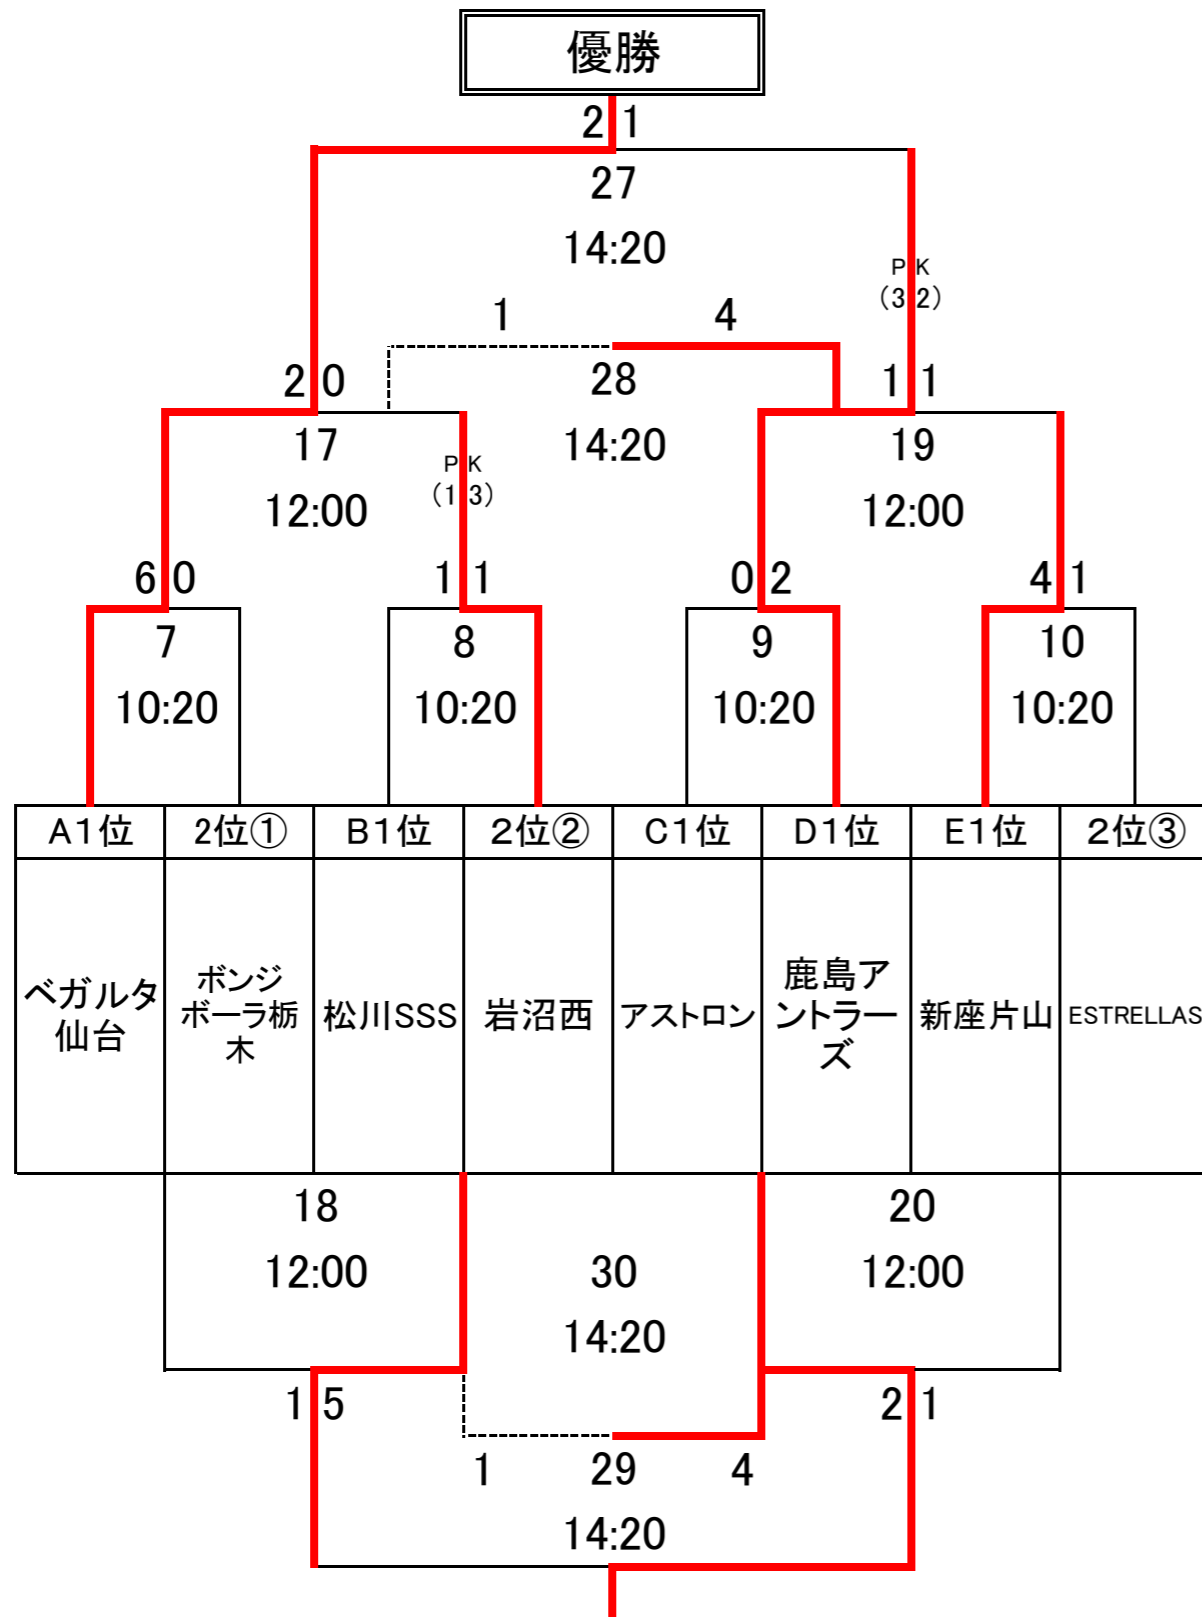 優勝
2 1
27
14:20
PK
(3 2)
1 4
2 0
28
1 1
17
14:20
19
PK
(1 3)
12:00
12:00
6 0
1 1
0 2
4 1
7
8
9
10
10:20
10:20
10:20
10:20
A1位
2位①
B1位
２位②
C1位
D1位
E1位
２位③
ベガルタ
仙台
ボンジ
ボーラ栃
木
松川SSS
岩沼西
アストロン
鹿島ア
ントラー
ズ
新座片山
ESTRELLAS
18
20
12:00
30
12:00
14:20
1 5
2 1
1
29
4
14:20